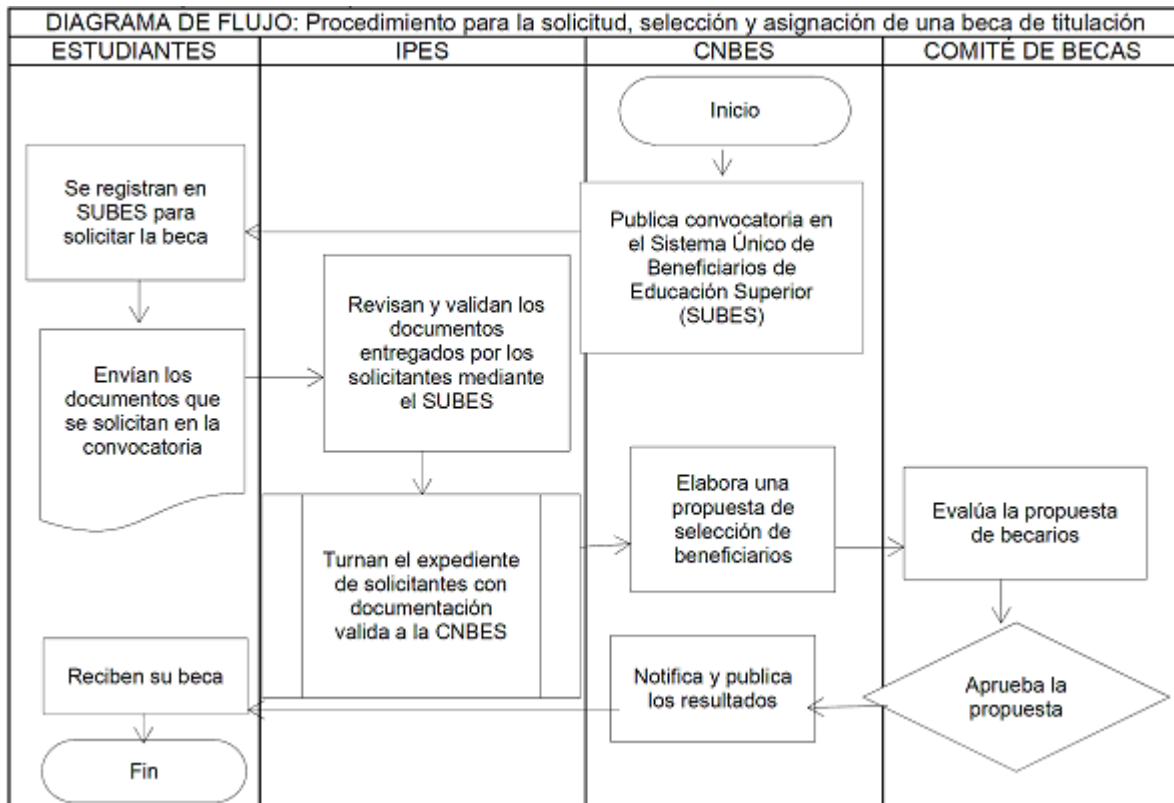 DIAGRAMA DE FLUJO: Procedimiento para la solicitud, selección y asignación de una beca de titulación
ESTUDIANTES
IPES
CNBES
COMITÉ DE BECAS
Inicio
Publica convocatoria en
el Sistema Único de
Beneficiarios de
Educación Superior
(SUBES)
Se registran en
SUBES para
solicitar la beca
Envían los
documentos que
se solicitan en la
convocatoria
Revisan y validan los
documentos
entregados por los
solicitantes mediante
el SUBES
Turnan el expediente
de solicitantes con
documentación
valida a la CNBES
Elabora una
propuesta de
selección de
beneficiarios
Evalúa la propuesta
de becarios
Aprueba la
propuesta
Notifica y publica
los resultados
Reciben su beca
Fin